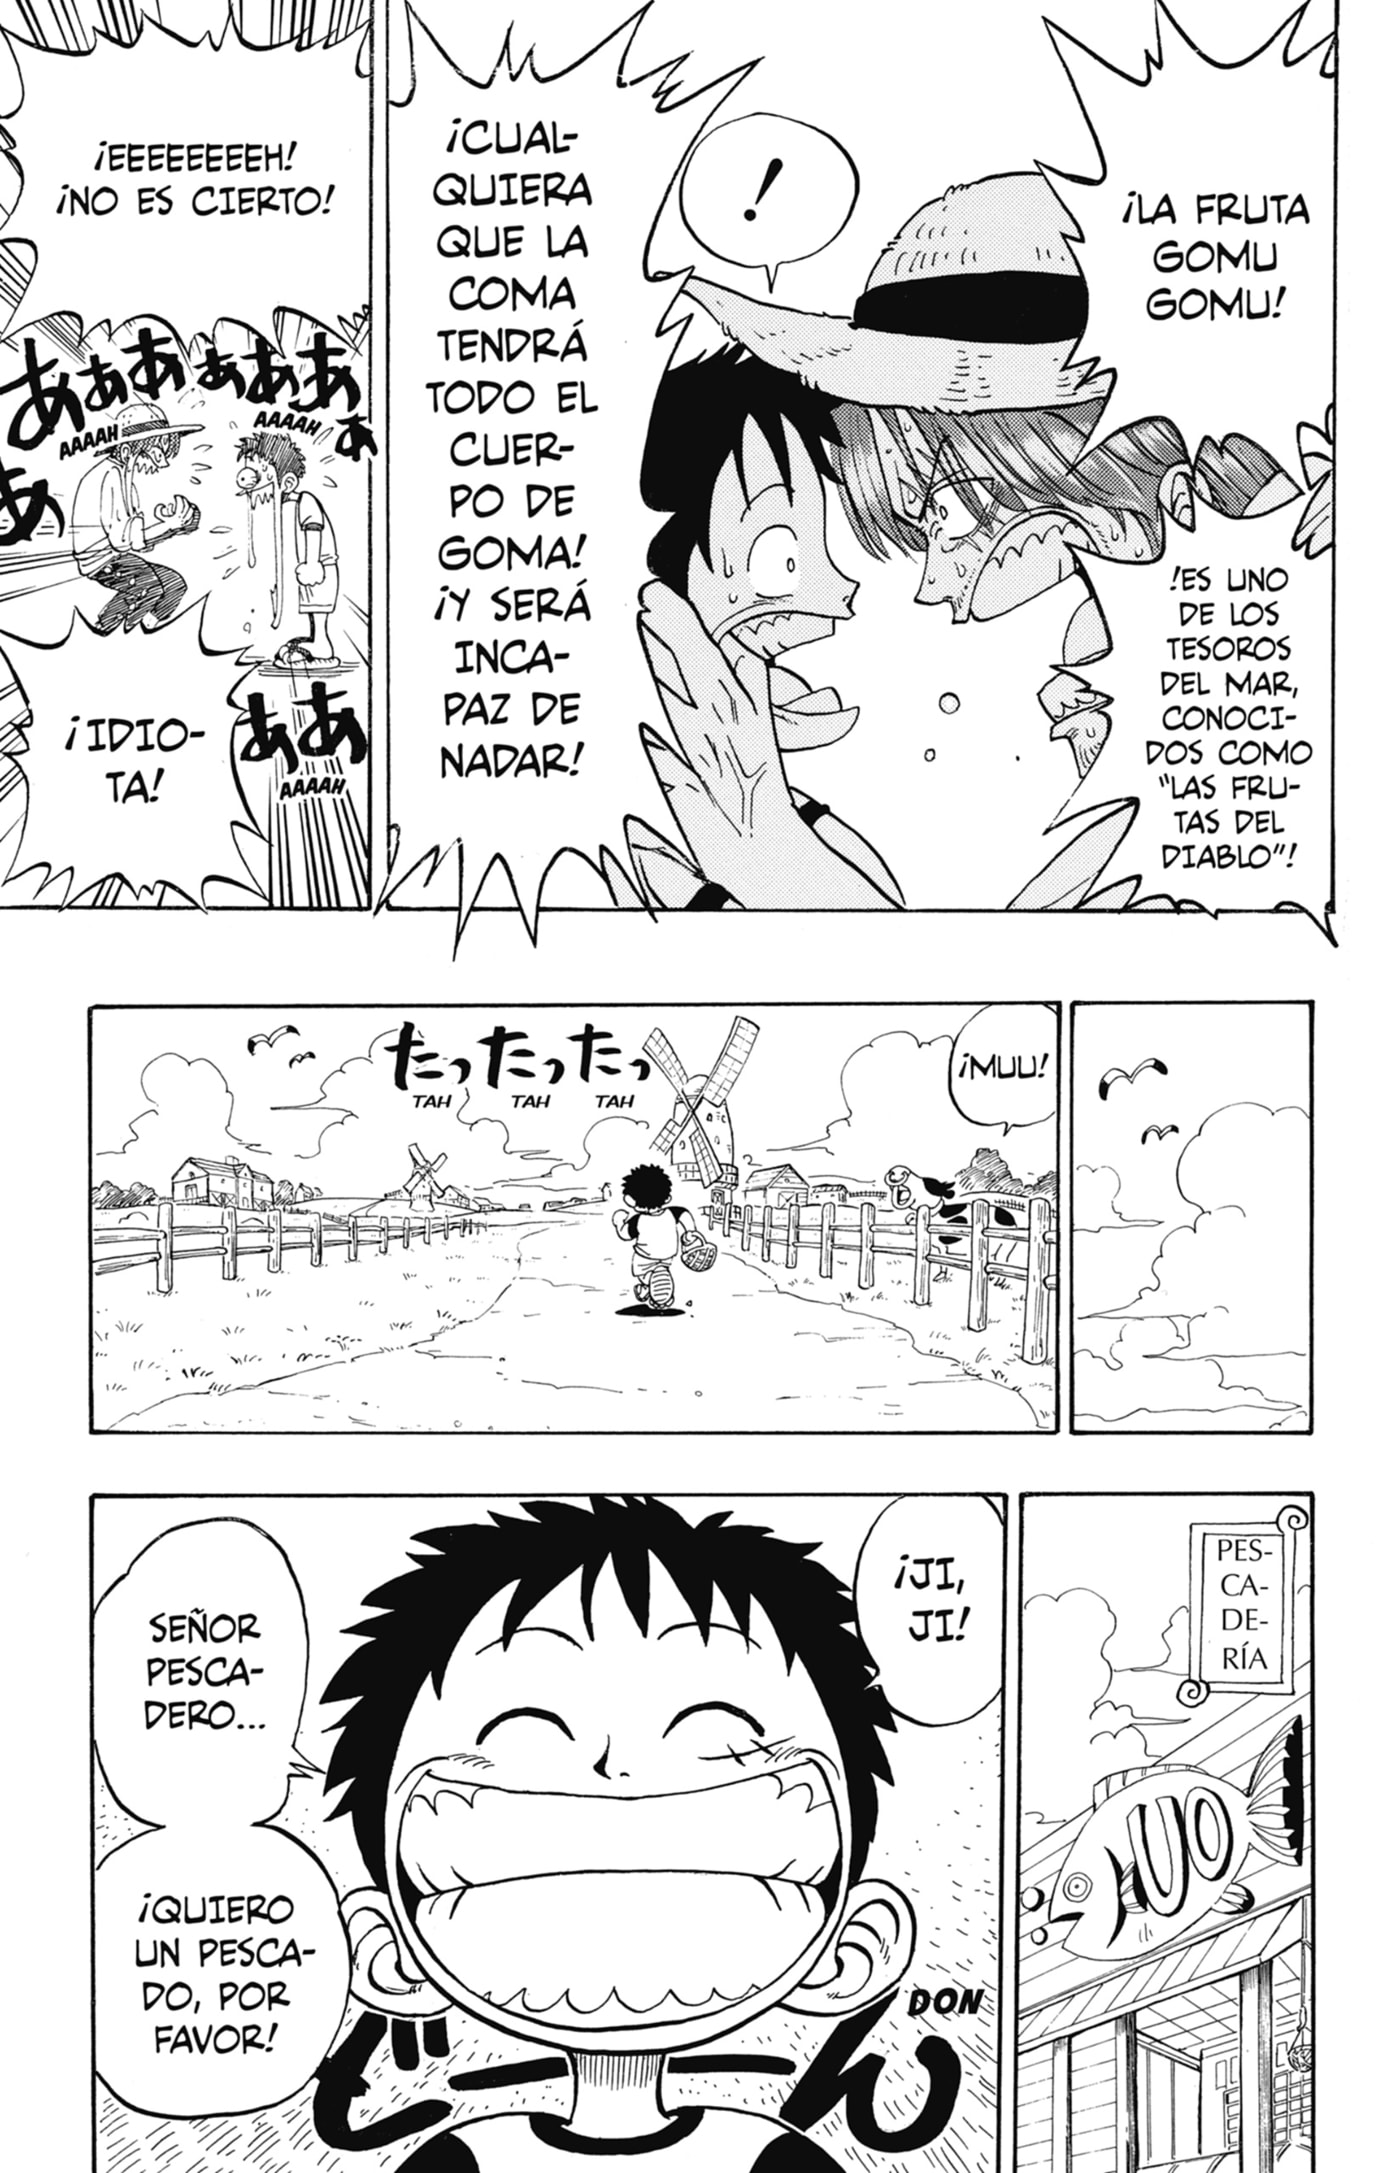 ¡LA FRUTA
GOMU
GOMU!
!ES UNO
DE LOS
TESOROS
DEL MAR,
CONOCI-
DOS COMO
"LAS FRU-
TAS DEL
DIABLO"!
!
¡CUAL-
QUIERA
QUE LA
COMA
TENDRÁ
TODO EL
CUER-
PO DE
GOMA!
¡Y SERÁ
INCA-
PAZ DE
NADAR!
¡EEEEEEEEH!
¡NO ES CIERTO!
あぁあぁああぁ
AAAAH
AAAAH
あ
¡IDIO-
TA!
ああ
AAAAH
¡MUU!
たったったっ
TAH TAH TAH
PES-
CA-
DE-
RÍA
UO
¡JI,
JI!
SEÑOR
PESCA-
DERO...
¡QUIERO
UN PESCA-
DO, POR
FAVOR!
どーん
DON